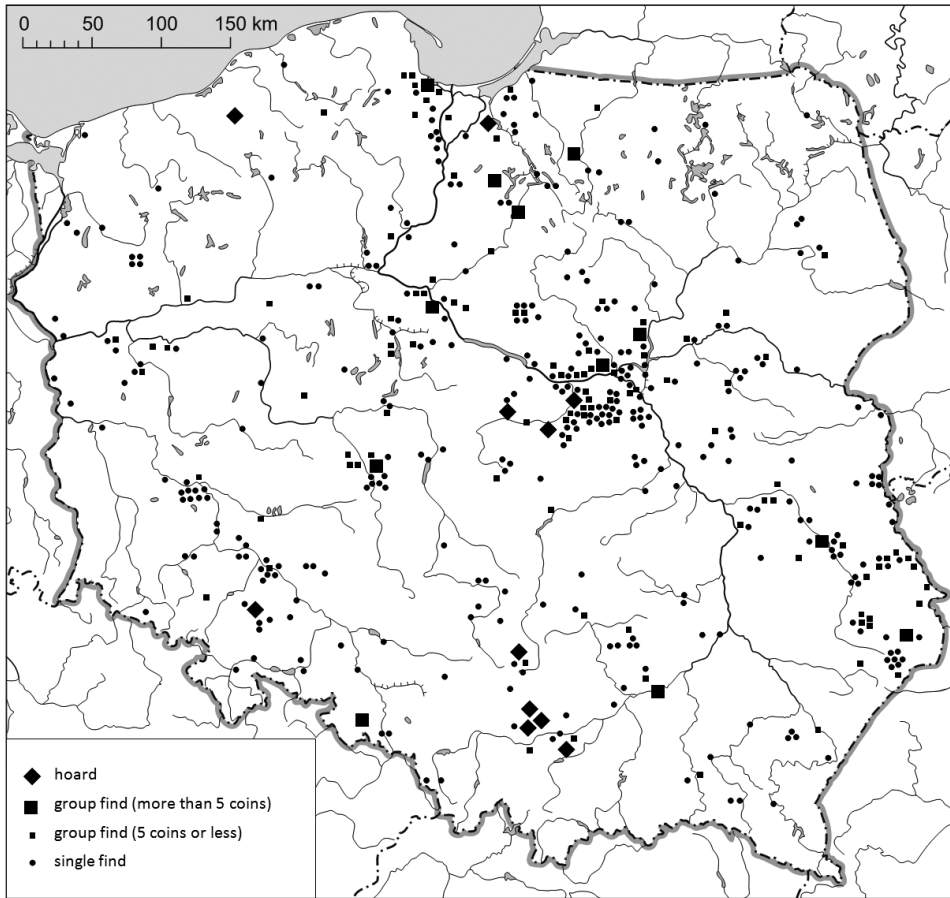 0 50 100 150 km
hoard
group find (more than 5 coins)
group find (5 coins or less)
single find